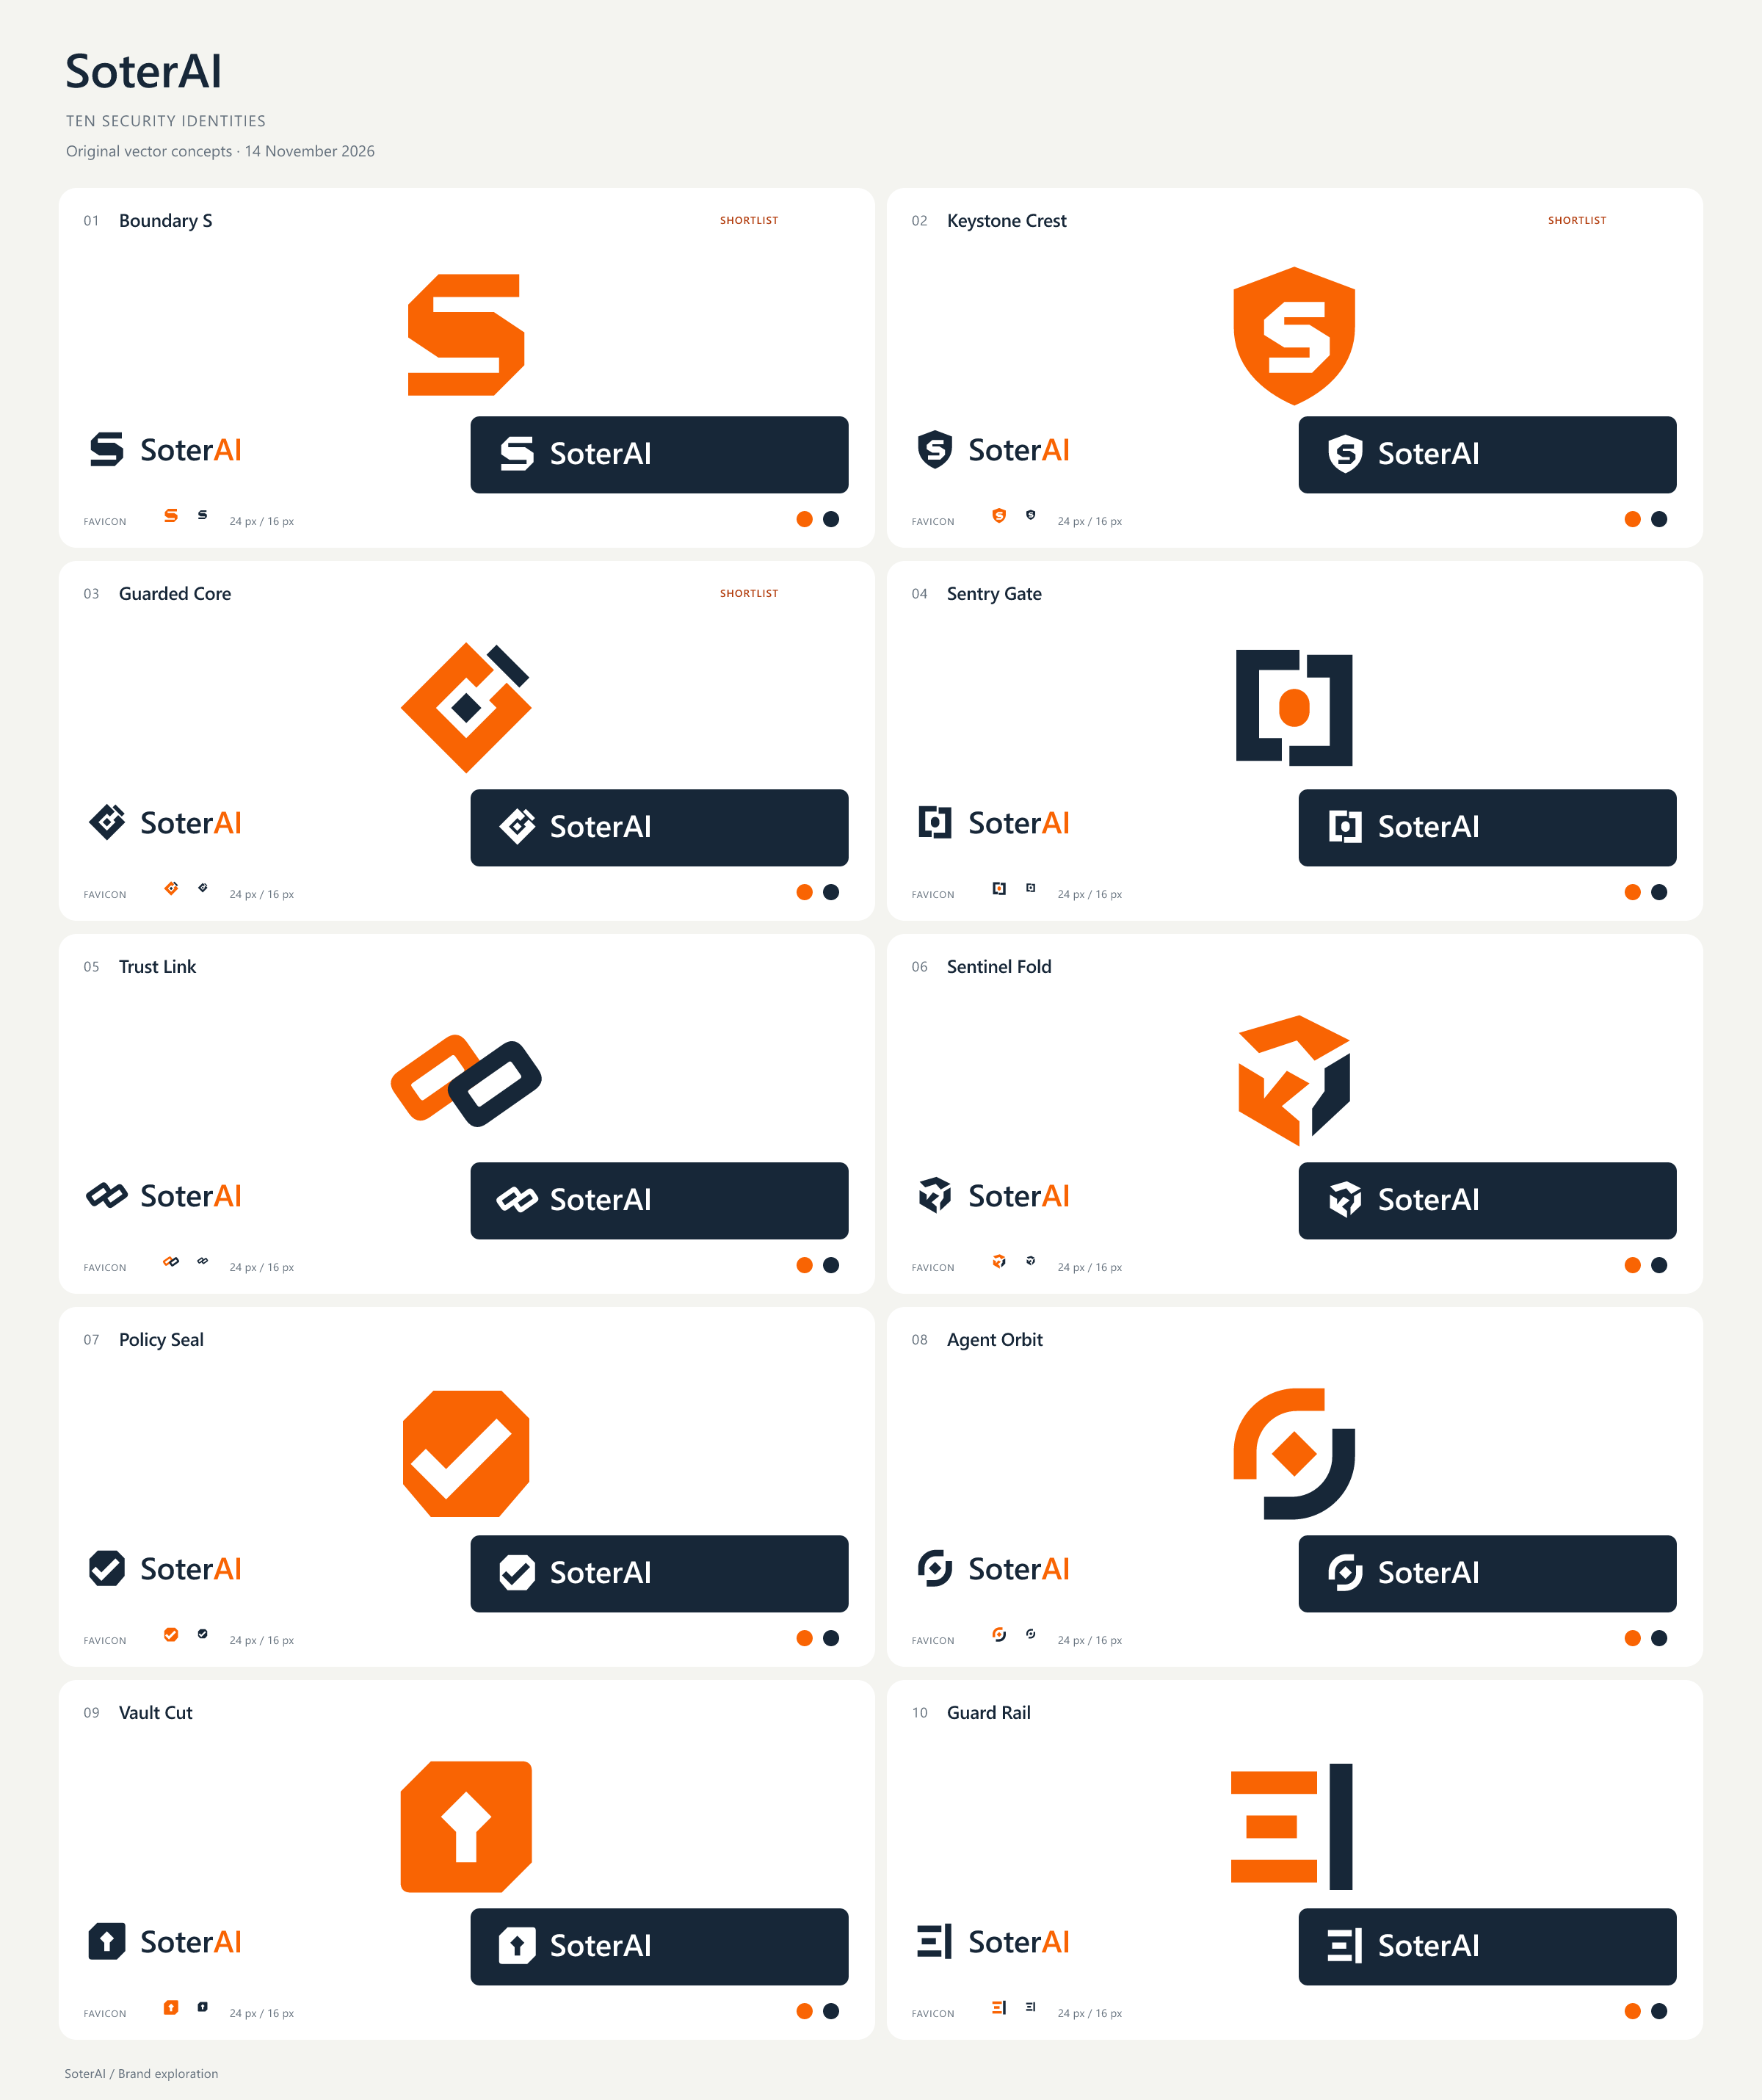 SoterAI
TEN SECURITY IDENTITIES
Original vector concepts · 14 November 2026
01 Boundary S SHORTLIST
SoterAI
SoterAI
FAVICON 24 px / 16 px
02 Keystone Crest SHORTLIST
SoterAI
SoterAI
FAVICON 24 px / 16 px
03 Guarded Core SHORTLIST
SoterAI
SoterAI
FAVICON 24 px / 16 px
04 Sentry Gate
SoterAI
SoterAI
FAVICON 24 px / 16 px
05 Trust Link
SoterAI
SoterAI
FAVICON 24 px / 16 px
06 Sentinel Fold
SoterAI
SoterAI
FAVICON 24 px / 16 px
07 Policy Seal
SoterAI
SoterAI
FAVICON 24 px / 16 px
08 Agent Orbit
SoterAI
SoterAI
FAVICON 24 px / 16 px
09 Vault Cut
SoterAI
SoterAI
FAVICON 24 px / 16 px
10 Guard Rail
SoterAI
SoterAI
FAVICON 24 px / 16 px
SoterAI / Brand exploration